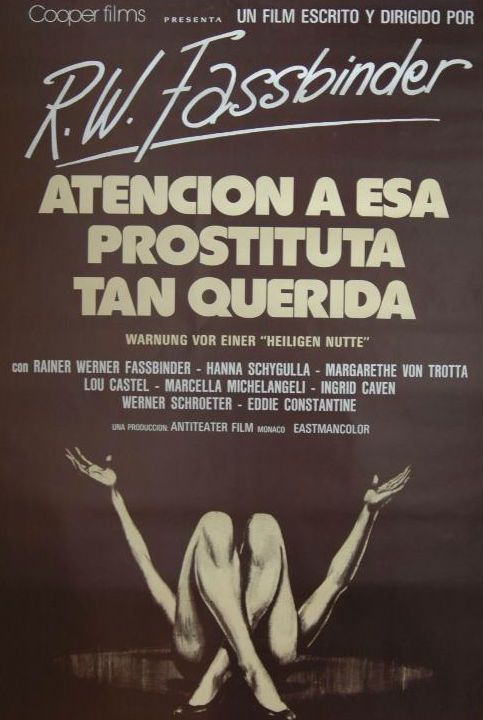 Cooper films PRESENTA UN FILM ESCRITO Y DIRIGIDO POR
R.W. Fassbinder
ATENCION A ESA
PROSTITUTA
TAN QUERIDA
WARNUNG VOR EINER "HEILIGEN NUTTE"
con RAINER WERNER FASSBINDER - HANNA SCHYGULLA - MARGARETHE VON TROTTA
LOU CASTEL - MARCELLA MICHELANGELI - INGRID CAVEN
WERNER SCHROETER - EDDIE CONSTANTINE
UNA PRODUCCION: ANTITEATER FILM MONACO EASTMANCOLOR